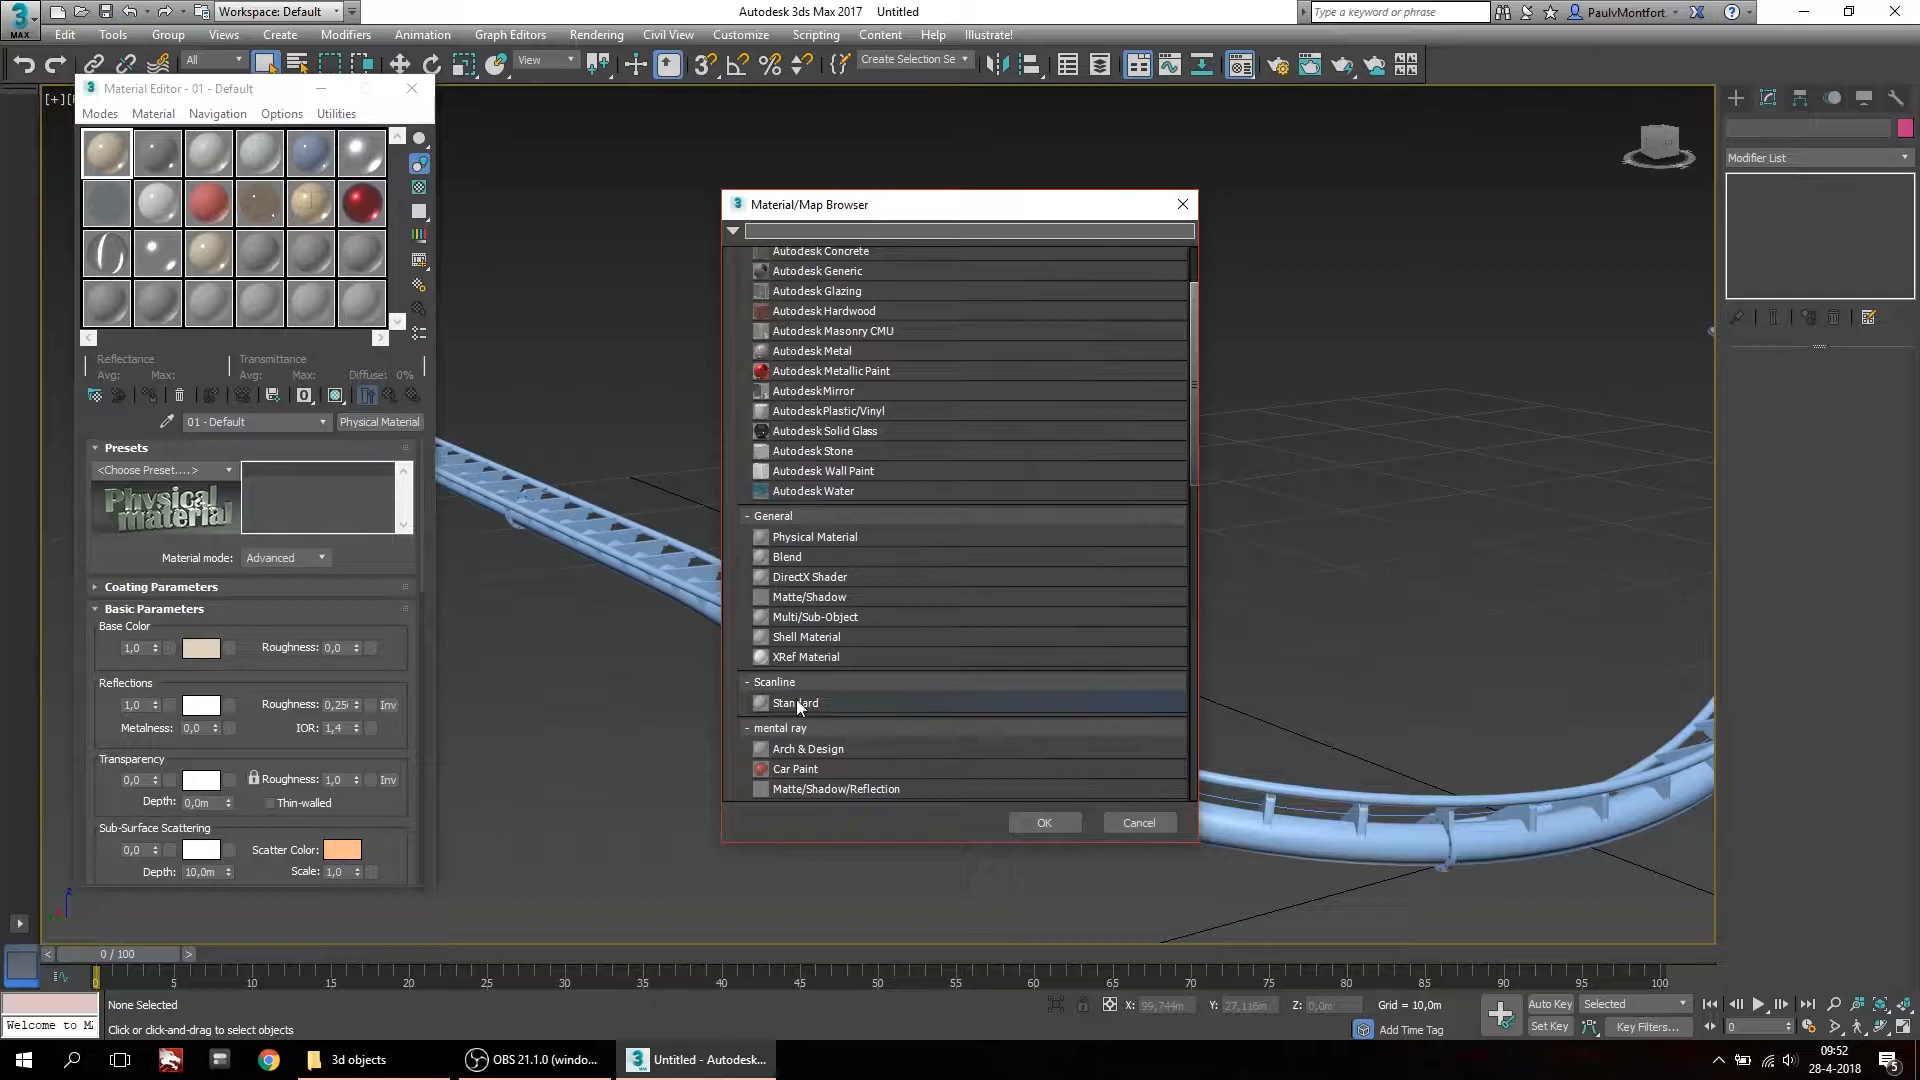 Workspace: Default
Autodesk 3ds Max 2017 Untitled
Type a keyword or phrase
PaulvMontfort
MAX
Edit Tools Group Views Create Modifiers Animation Graph Editors Rendering Civil View Customize Scripting Content Help Illustrate!
All
View
Create Selection Se
Material Editor - 01 - Default
Modes Material Navigation Options Utilities
Reflectance
Avg: Max:
Transmittance
Avg: Max: Diffuse: 0%
01 - Default
Physical Material
Presets
<Choose Preset....>
Physical material
Material mode: Advanced
Coating Parameters
Basic Parameters
Base Color
1,0
Roughness: 0,0
Reflections
1,0
Roughness: 0,25
Inv
Metalness: 0,0
IOR: 1,4
Transparency
0,0
Roughness: 1,0
Inv
Depth: 0,0m
Thin-walled
Sub-Surface Scattering
0,0
Scatter Color:
Depth: 10,0m
Scale: 1,0
Material/Map Browser
Autodesk Concrete
Autodesk Generic
Autodesk Glazing
Autodesk Hardwood
Autodesk Masonry CMU
Autodesk Metal
Autodesk Metallic Paint
Autodesk Mirror
Autodesk Plastic/Vinyl
Autodesk Solid Glass
Autodesk Stone
Autodesk Wall Paint
Autodesk Water
- General
Physical Material
Blend
DirectX Shader
Matte/Shadow
Multi/Sub-Object
Shell Material
XRef Material
- Scanline
Standard
- mental ray
Arch & Design
Car Paint
Matte/Shadow/Reflection
OK
Cancel
Modifier List
0 / 100
0 5 10 15 20 25 30 35 40 45 50 55 60 65 70 75 80 85 90 95 100
None Selected
Click or click-and-drag to select objects
Welcome to M
X: 99,744m
Y: 27,116m
Z: 0,0m
Grid = 10,0m
Add Time Tag
Auto Key
Selected
Set Key
Key Filters...
0
3d objects
OBS 21.1.0 (windo...
Untitled - Autodesk...
09:52
28-4-2018
5